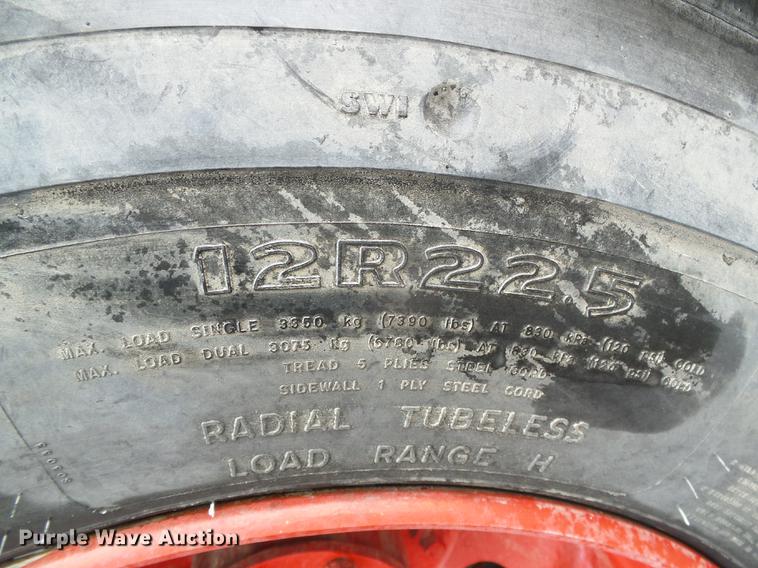 SWI
12R22.5
MAX. LOAD SINGLE 3350 kg (7390 lbs) AT 830 KPa (120 PSI) COLD
MAX. LOAD DUAL 3075 kg (6780 lbs) AT 830 KPa (120 PSI) COLD
TREAD 5 PLIES STEEL CORD
SIDEWALL 1 PLY STEEL CORD
RADIAL TUBELESS
LOAD RANGE H
Purple Wave Auction